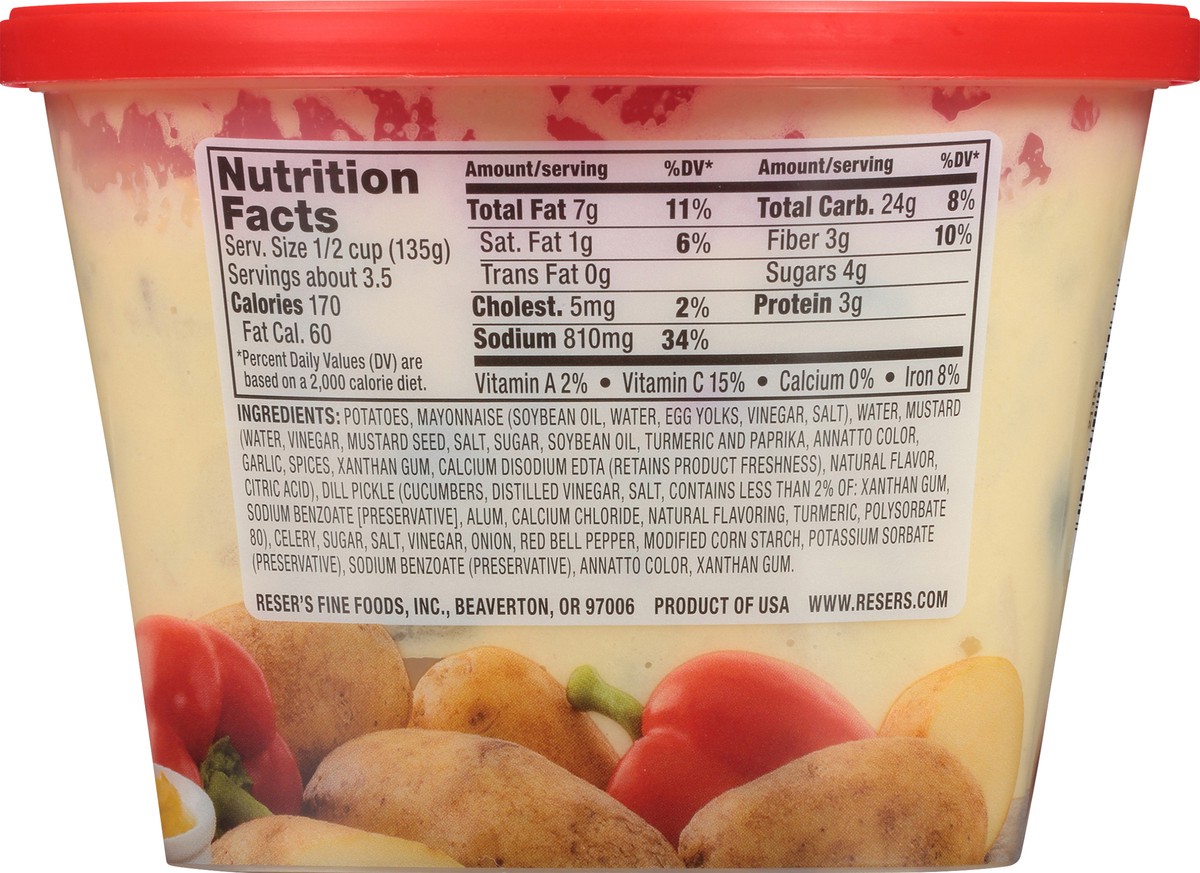 Nutrition
Facts
Serv. Size 1/2 cup (135g)
Servings about 3.5
Calories 170
Fat Cal. 60
*Percent Daily Values (DV) are
based on a 2,000 calorie diet.
Amount/serving %DV* Amount/serving %DV*
Total Fat 7g 11% Total Carb. 24g 8%
Sat. Fat 1g 6% Fiber 3g 10%
Trans Fat 0g Sugars 4g
Cholest. 5mg 2% Protein 3g
Sodium 810mg 34%
Vitamin A 2% • Vitamin C 15% • Calcium 0% • Iron 8%
INGREDIENTS: POTATOES, MAYONNAISE (SOYBEAN OIL, WATER, EGG YOLKS, VINEGAR, SALT), WATER, MUSTARD
(WATER, VINEGAR, MUSTARD SEED, SALT, SUGAR, SOYBEAN OIL, TURMERIC AND PAPRIKA, ANNATTO COLOR,
GARLIC, SPICES, XANTHAN GUM, CALCIUM DISODIUM EDTA (RETAINS PRODUCT FRESHNESS), NATURAL FLAVOR,
CITRIC ACID), DILL PICKLE (CUCUMBERS, DISTILLED VINEGAR, SALT, CONTAINS LESS THAN 2% OF: XANTHAN GUM,
SODIUM BENZOATE [PRESERVATIVE], ALUM, CALCIUM CHLORIDE, NATURAL FLAVORING, TURMERIC, POLYSORBATE
80), CELERY, SUGAR, SALT, VINEGAR, ONION, RED BELL PEPPER, MODIFIED CORN STARCH, POTASSIUM SORBATE
(PRESERVATIVE), SODIUM BENZOATE (PRESERVATIVE), ANNATTO COLOR, XANTHAN GUM.
RESER'S FINE FOODS, INC., BEAVERTON, OR 97006 PRODUCT OF USA WWW.RESERS.COM